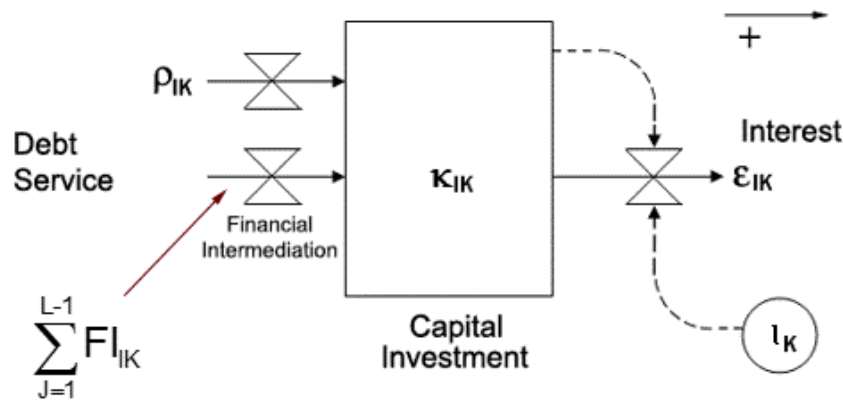 +
ρIK
Debt
Service
Financial
Intermediation
κIK
Interest
εIK
L-1
∑ FIIK
J=1
Capital
Investment
ιK